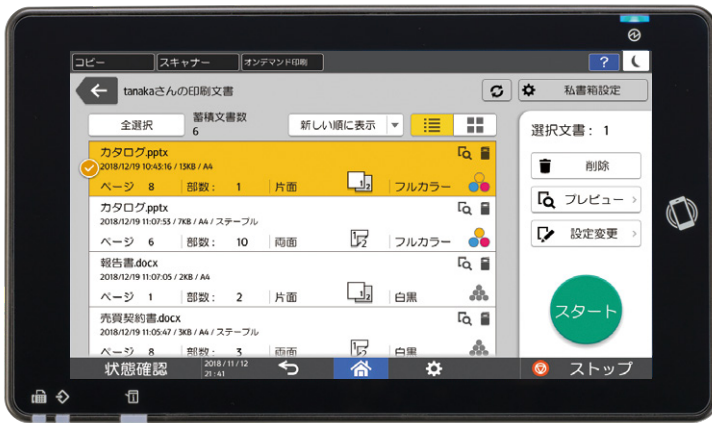 コピー
スキャナー
オンデマンド印刷
?
tanakaさんの印刷文書
私書箱設定
全選択
蓄積文書数
6
新しい順に表示
選択文書: 1
カタログ.pptx
2018/12/19 10:43:16 / 13KB / A4
ページ 8 部数: 1 片面 1 2 フルカラー
削除
カタログ.pptx
2018/12/19 11:07:53 / 7KB / A4 / ステープル
ページ 6 部数: 10 両面 1 2 フルカラー
プレビュー
設定変更
報告書.docx
2018/12/19 11:07:05 / 2KB / A4
ページ 1 部数: 2 片面 1 2 白黒
売買契約書.docx
2018/12/19 11:05:47 / 3KB / A4 / ステープル
ページ 8 部数: 3 両面 1 2 白黒
スタート
状態確認
2018/11/12
21:41
ストップ